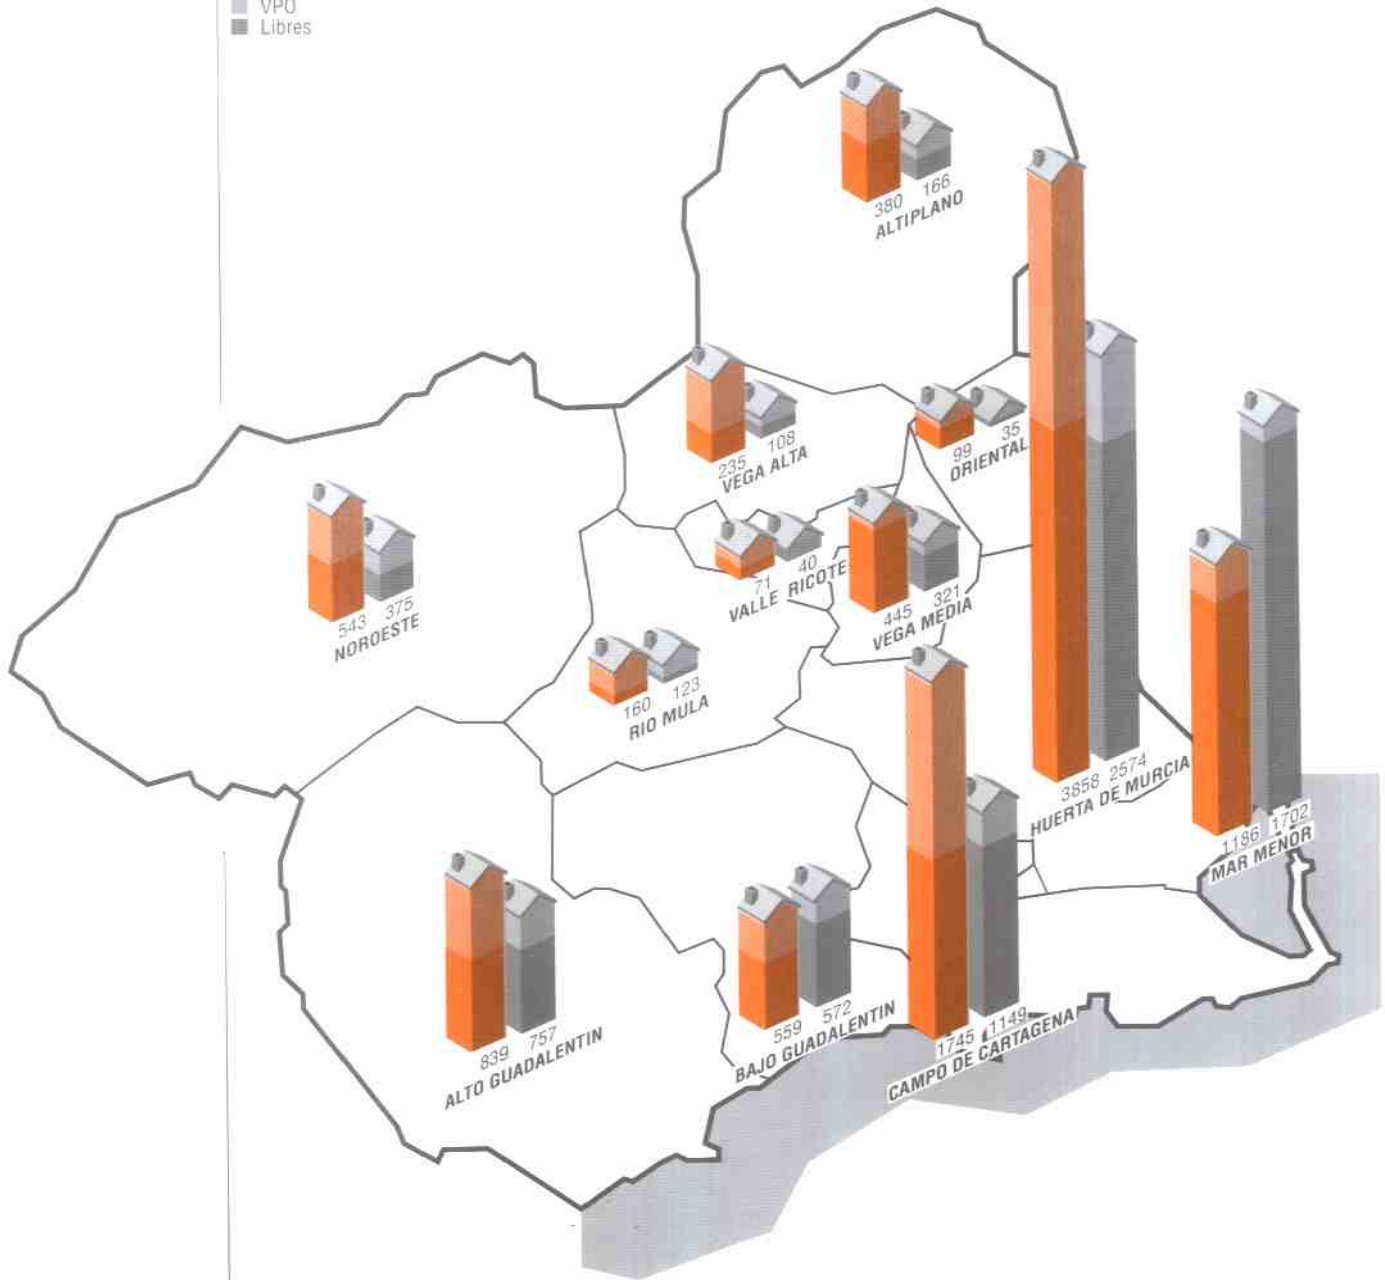 VPO
Libres
380 166
ALTIPLANO
235 108
VEGA ALTA
99 35
ORIENTAL
543 375
NOROESTE
71 40
VALLE RICOTE
445 321
VEGA MEDIA
160 123
RIO MULA
3858 2574
HUERTA DE MURCIA
1186 1702
MAR MENOR
839 757
ALTO GUADALENTIN
559 572
BAJO GUADALENTIN
1745 1149
CAMPO DE CARTAGENA